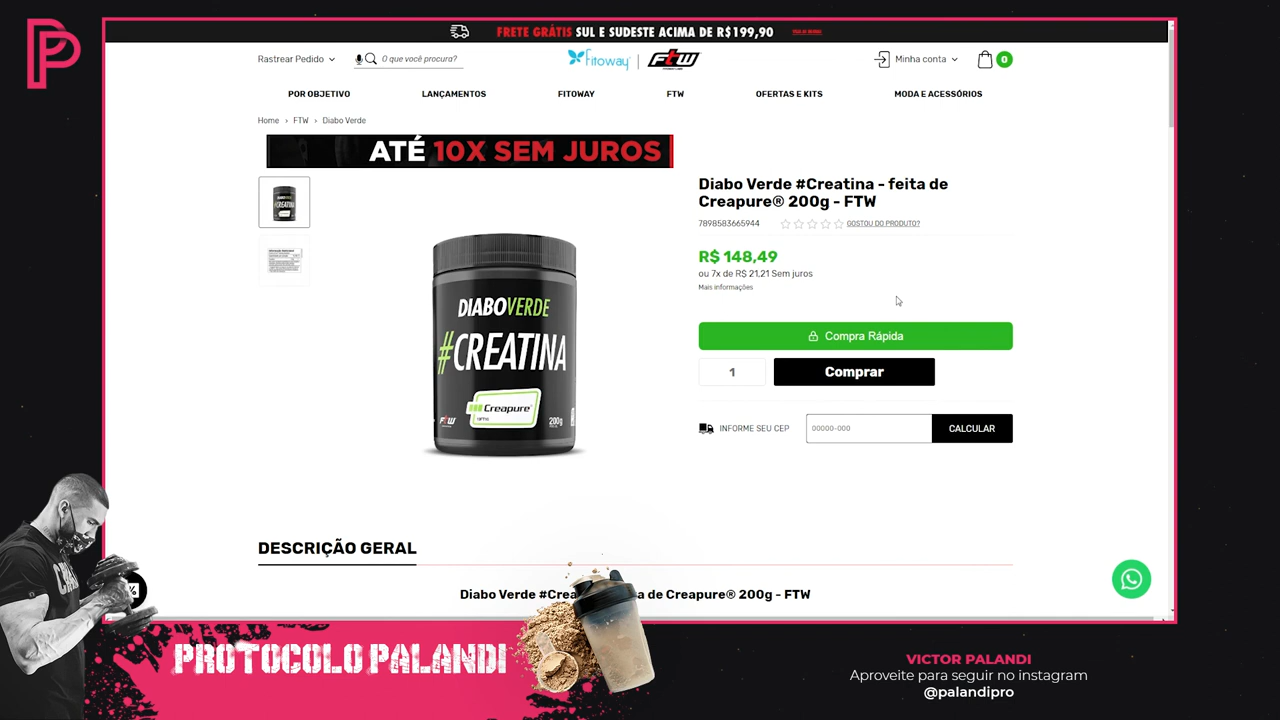 FRETE GRÁTIS SUL E SUDESTE ACIMA DE R$199,90
Rastrear Pedido
O que você procura?
Fitoway
FTW
Minha conta
0
POR OBJETIVO
LANÇAMENTOS
FITOWAY
FTW
OFERTAS E KITS
MODA E ACESSÓRIOS
Home › FTW › Diabo Verde
ATÉ 10X SEM JUROS
Diabo Verde #Creatina - feita de
Creapure® 200g - FTW
7898583665944
GOSTOU DO PRODUTO?
R$ 148,49
ou 7x de R$ 21,21 Sem juros
Mais informações
DIABOVERDE
#CREATINA
Creapure®
FTW
200g
Compra Rápida
1
Comprar
INFORME SEU CEP
00000-000
CALCULAR
DESCRIÇÃO GERAL
Diabo Verde #Crea a de Creapure® 200g - FTW
%
PROTOCOLO PALANDI
VICTOR PALANDI
Aproveite para seguir no instagram
@palandipro